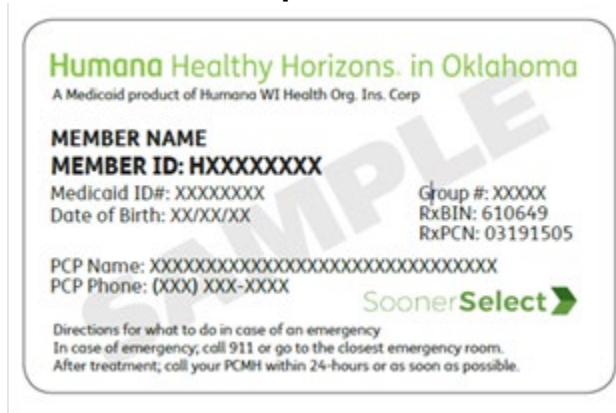 Humana Healthy Horizons. in Oklahoma
A Medicaid product of Humana WI Health Org. Ins. Corp
MEMBER NAME
MEMBER ID: HXXXXXXXX
Medicaid ID#: XXXXXXXX
Group #: XXXXX
Date of Birth: XX/XX/XX
RxBIN: 610649
RxPCN: 03191505
PCP Name: XXXXXXXXXXXXXXXXXXXXXXXXXXXXXXXX
PCP Phone: (XXX) XXX-XXXX
SoonerSelect
Directions for what to do in case of an emergency
In case of emergency; call 911 or go to the closest emergency room.
After treatment; call your PCMH within 24-hours or as soon as possible.
SAMPLE